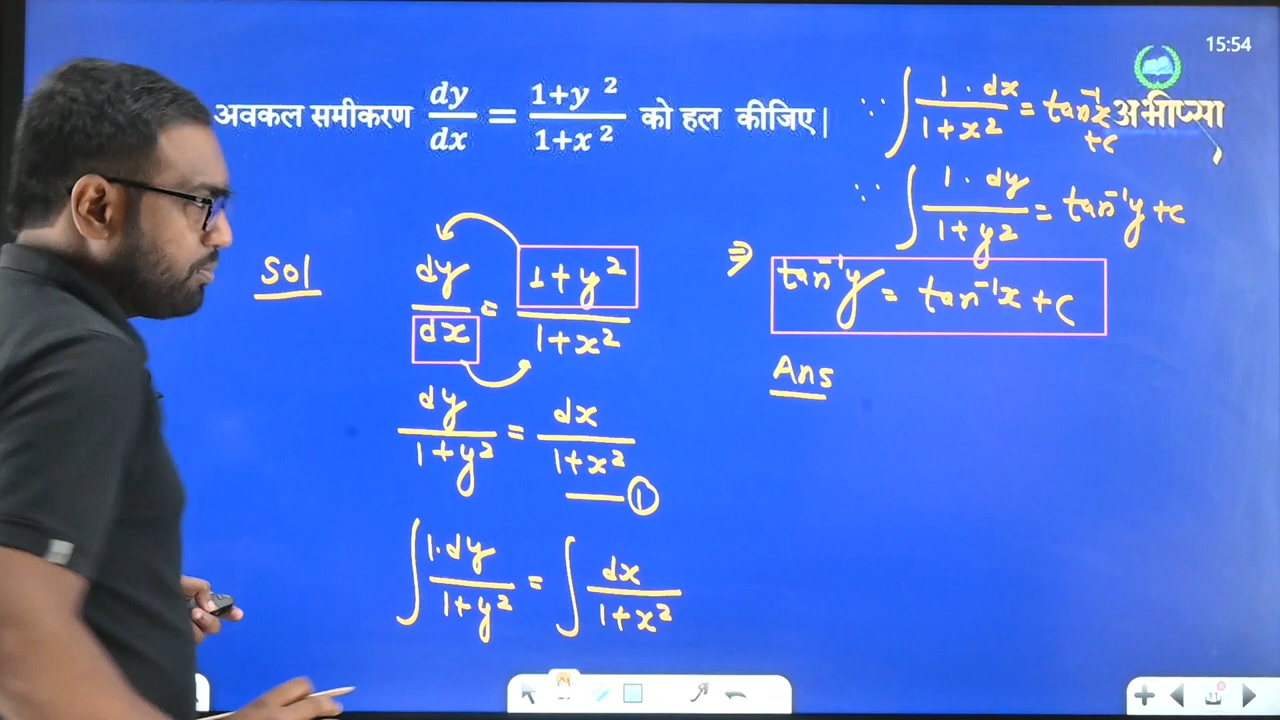 15:54
अवकल समीकरण dy/dx = 1+y²/1+x² को हल कीजिए|
अभीप्सा
∵ ∫ 1·dx/1+x² = tan⁻¹x +c
∵ ∫ 1·dy/1+y² = tan⁻¹y+c
Sol
dy/dx = 1+y²/1+x²
dy/1+y² = dx/1+x² —①
∫ 1·dy/1+y² = ∫ dx/1+x²
⇒ tan⁻¹y = tan⁻¹x +c
Ans